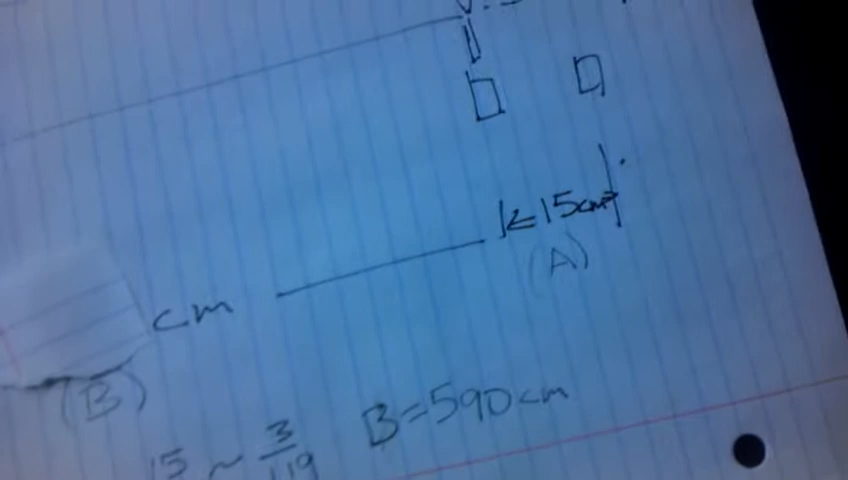 |← 15cm →|
(A)
cm
(B)
B=590cm
15 ~ 3/119